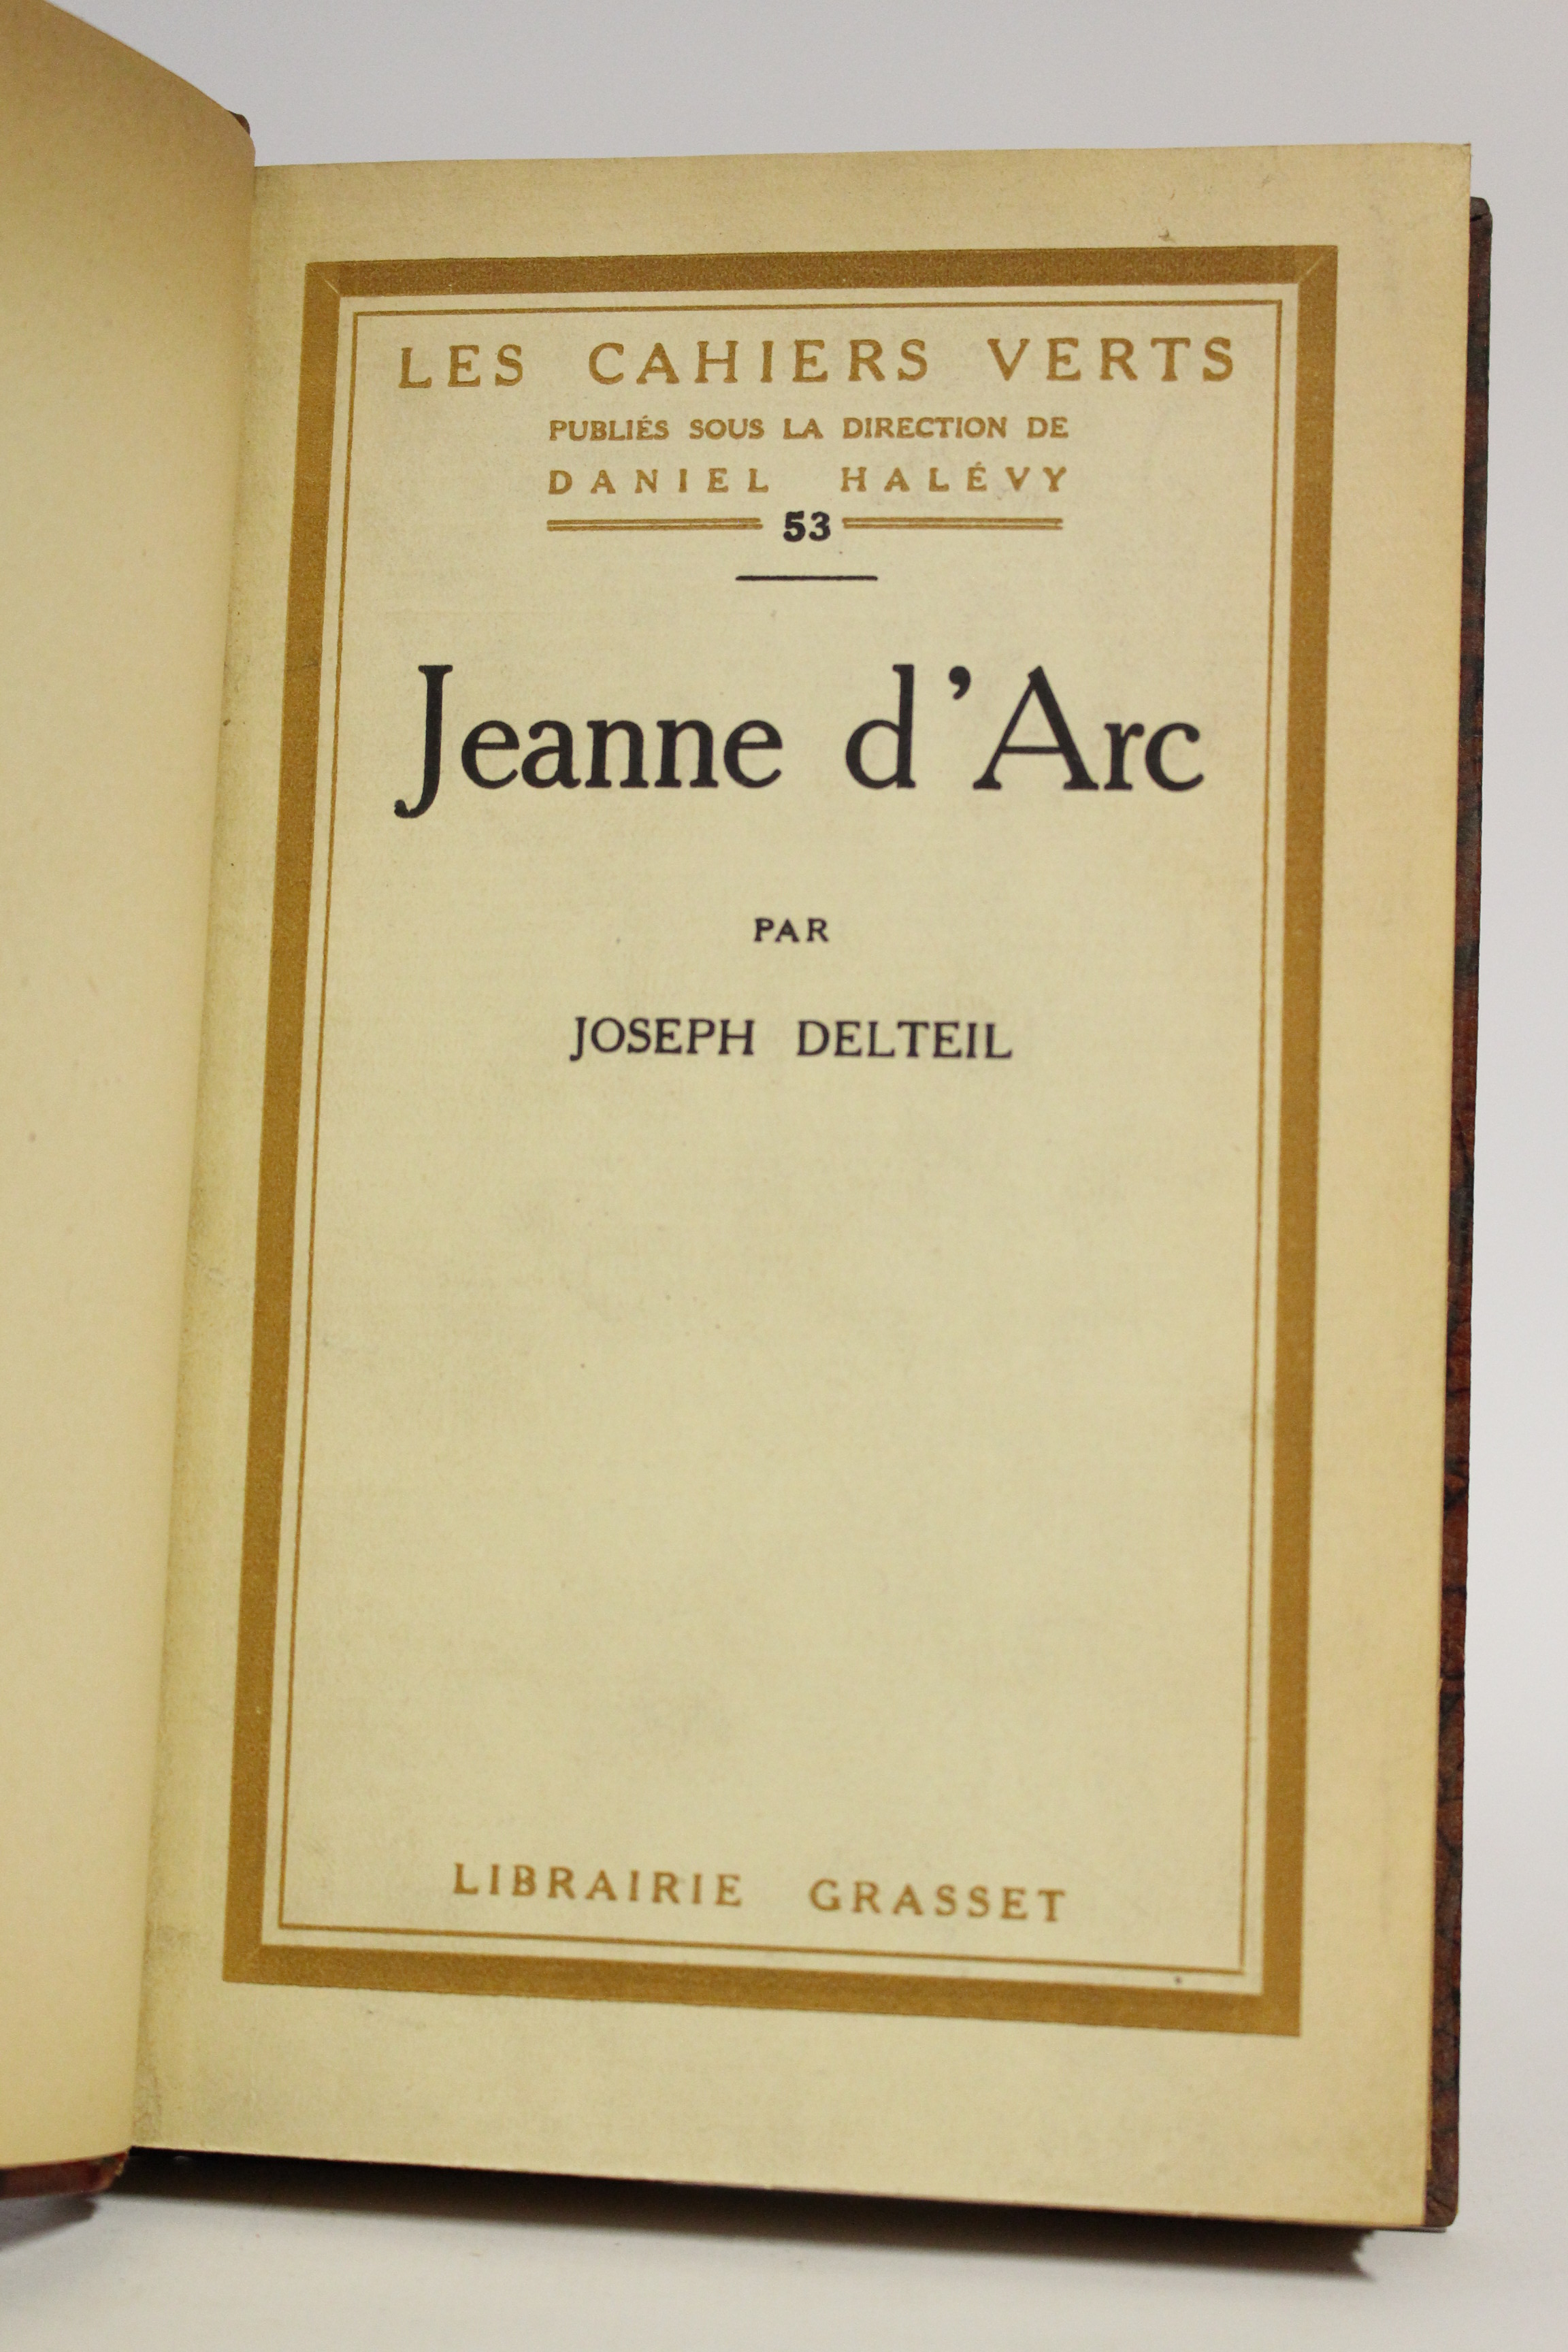 LES CAHIERS VERTS
PUBLIÉS SOUS LA DIRECTION DE
DANIEL HALÉVY
53
Jeanne d'Arc
PAR
JOSEPH DELTEIL
LIBRAIRIE GRASSET